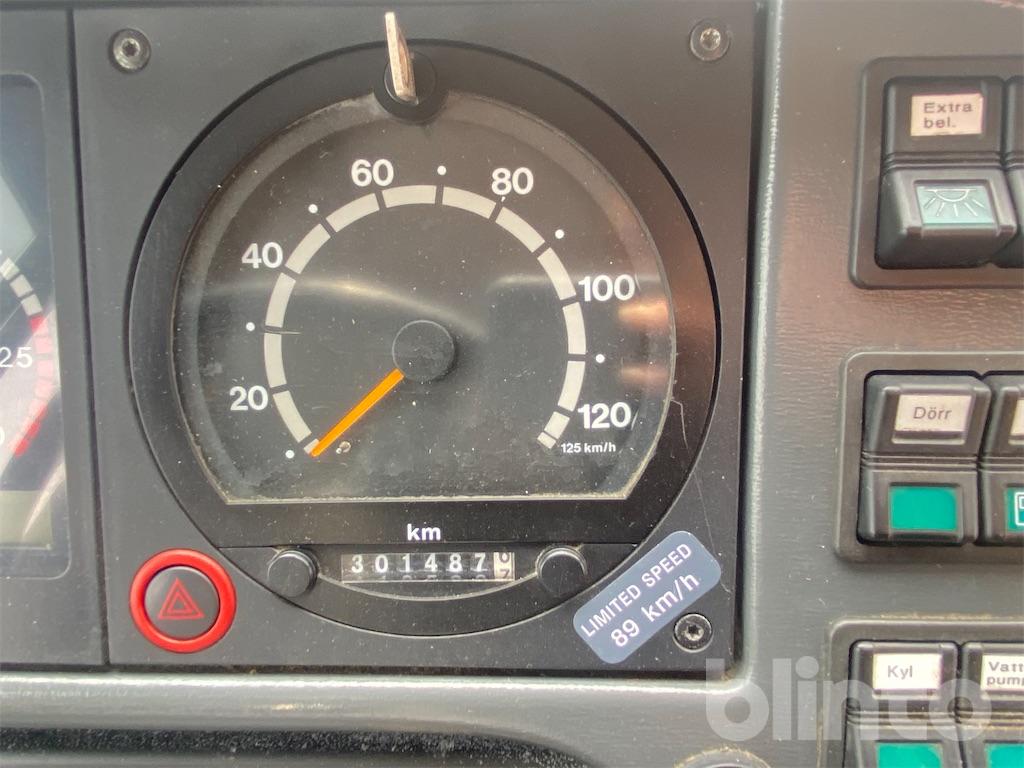 Extra
bel.
60
80
40
100
25
Dörr
20
120
125 km/h
km
301487
LIMITED SPEED
89 km/h
Kyl
Vatt
pump
blinto